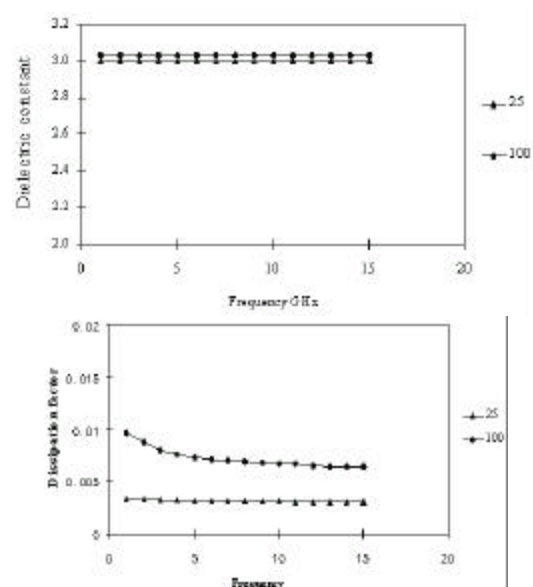 3.2
3.0
2.8
2.6
2.4
2.2
2.0
Dielectric constant
0 5 10 15 20
Frequency GHz
25
100
0.02
0.015
0.01
0.005
0
Dissipation factor
0 5 10 15 20
Frequency
25
100